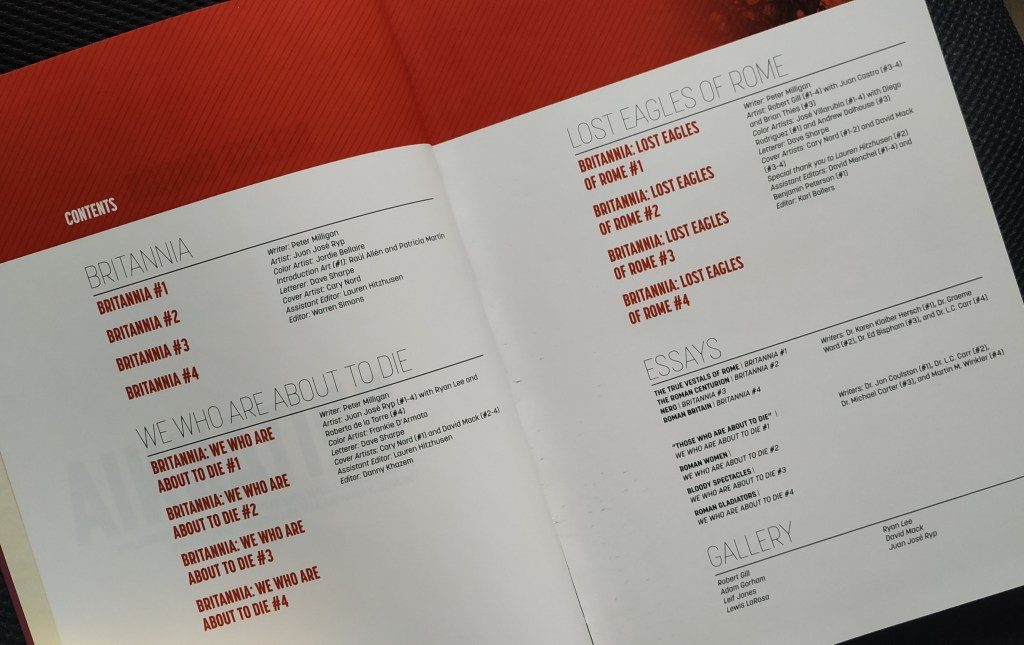 CONTENTS
BRITANNIA
BRITANNIA #1
BRITANNIA #2
BRITANNIA #3
BRITANNIA #4
Writer: Peter Milligan
Artist: Juan José Ryp
Color Artist: Jordie Bellaire
Introduction Art (#1): Raúl Allén and Patricia Martín
Letterer: Dave Sharpe
Cover Artist: Cary Nord
Assistant Editor: Lauren Hitzhusen
Editor: Warren Simons
WE WHO ARE ABOUT TO DIE
BRITANNIA: WE WHO ARE
ABOUT TO DIE #1
BRITANNIA: WE WHO ARE
ABOUT TO DIE #2
BRITANNIA: WE WHO ARE
ABOUT TO DIE #3
BRITANNIA: WE WHO ARE
ABOUT TO DIE #4
Writer: Peter Milligan
Artist: Juan José Ryp (#1-4) with Ryan Lee and
Roberto de la Torre (#4)
Color Artist: Frankie D'Armata
Letterer: Dave Sharpe
Cover Artists: Cary Nord (#1) and David Mack (#2-4)
Assistant Editor: Lauren Hitzhusen
Editor: Danny Khazem
LOST EAGLES OF ROME
BRITANNIA: LOST EAGLES
OF ROME #1
BRITANNIA: LOST EAGLES
OF ROME #2
BRITANNIA: LOST EAGLES
OF ROME #3
BRITANNIA: LOST EAGLES
OF ROME #4
Writer: Peter Milligan
Artist: Robert Gill (#1-4) with Juan Castro (#3-4)
and Brian Thies (#3)
Color Artists: José Villarubia (#1-4) with Diego
Rodriguez (#1) and Andrew Dalhouse (#3)
Letterer: Dave Sharpe
Cover Artists: Cary Nord (#1-2) and David Mack
(#3-4)
Special thank you to Lauren Hitzhusen (#2)
Assistant Editors: David Menchel (#1-4) and
Benjamin Peterson (#1)
Editor: Karl Bollers
ESSAYS
THE TRUE VESTALS OF ROME | BRITANNIA #1
THE ROMAN CENTURION | BRITANNIA #2
NERO | BRITANNIA #3
ROMAN BRITAIN | BRITANNIA #4
Writers: Dr. Karen Klaiber Hersch (#1), Dr. Graeme
Ward (#2), Dr. Ed Bispham (#3), and Dr. L.C. Carr (#4)
"THOSE WHO ARE ABOUT TO DIE" |
WE WHO ARE ABOUT TO DIE #1
ROMAN WOMEN |
WE WHO ARE ABOUT TO DIE #2
BLOODY SPECTACLES |
WE WHO ARE ABOUT TO DIE #3
ROMAN GLADIATORS |
WE WHO ARE ABOUT TO DIE #4
Writers: Dr. Jon Coulston (#1), Dr. L.C. Carr (#2),
Dr. Michael Carter (#3), and Martin M. Winkler (#4)
GALLERY
Robert Gill
Adam Gorham
Leif Jones
Lewis LaRosa
Ryan Lee
David Mack
Juan José Ryp